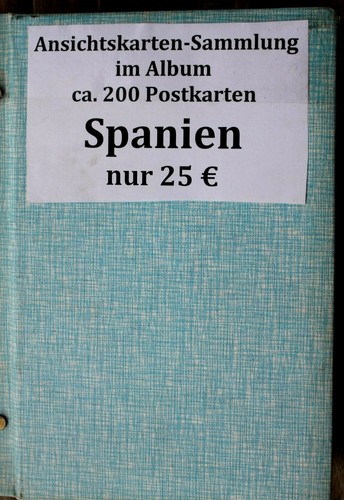 Ansichtskarten-Sammlung
im Album
ca. 200 Postkarten
Spanien
nur 25 €